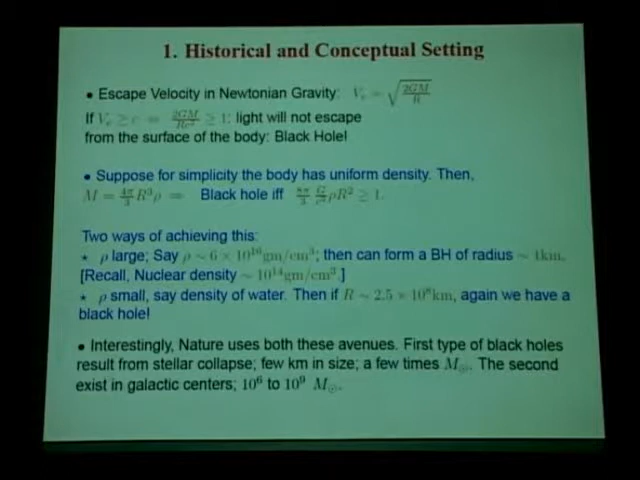 1. Historical and Conceptual Setting
• Escape Velocity in Newtonian Gravity: V_e = √(2GM/R)
If V_e ≥ c ⇔ 2GM/Rc² ≥ 1; light will not escape
from the surface of the body: Black Hole!
• Suppose for simplicity the body has uniform density. Then,
M = 4π/3 R³ρ ⇒ Black hole iff 8π/3 G/c² ρR² ≥ 1.
Two ways of achieving this:
⋆ ρ large; Say ρ ~ 6 × 10¹⁶gm/cm³; then can form a BH of radius ~ 1km.
[Recall, Nuclear density ~ 10¹⁴gm/cm³.]
⋆ ρ small, say density of water. Then if R ~ 2.5 × 10⁸km, again we have a
black hole!
• Interestingly, Nature uses both these avenues. First type of black holes
result from stellar collapse; few km in size; a few times M⊙. The second
exist in galactic centers; 10⁶ to 10⁹ M⊙.